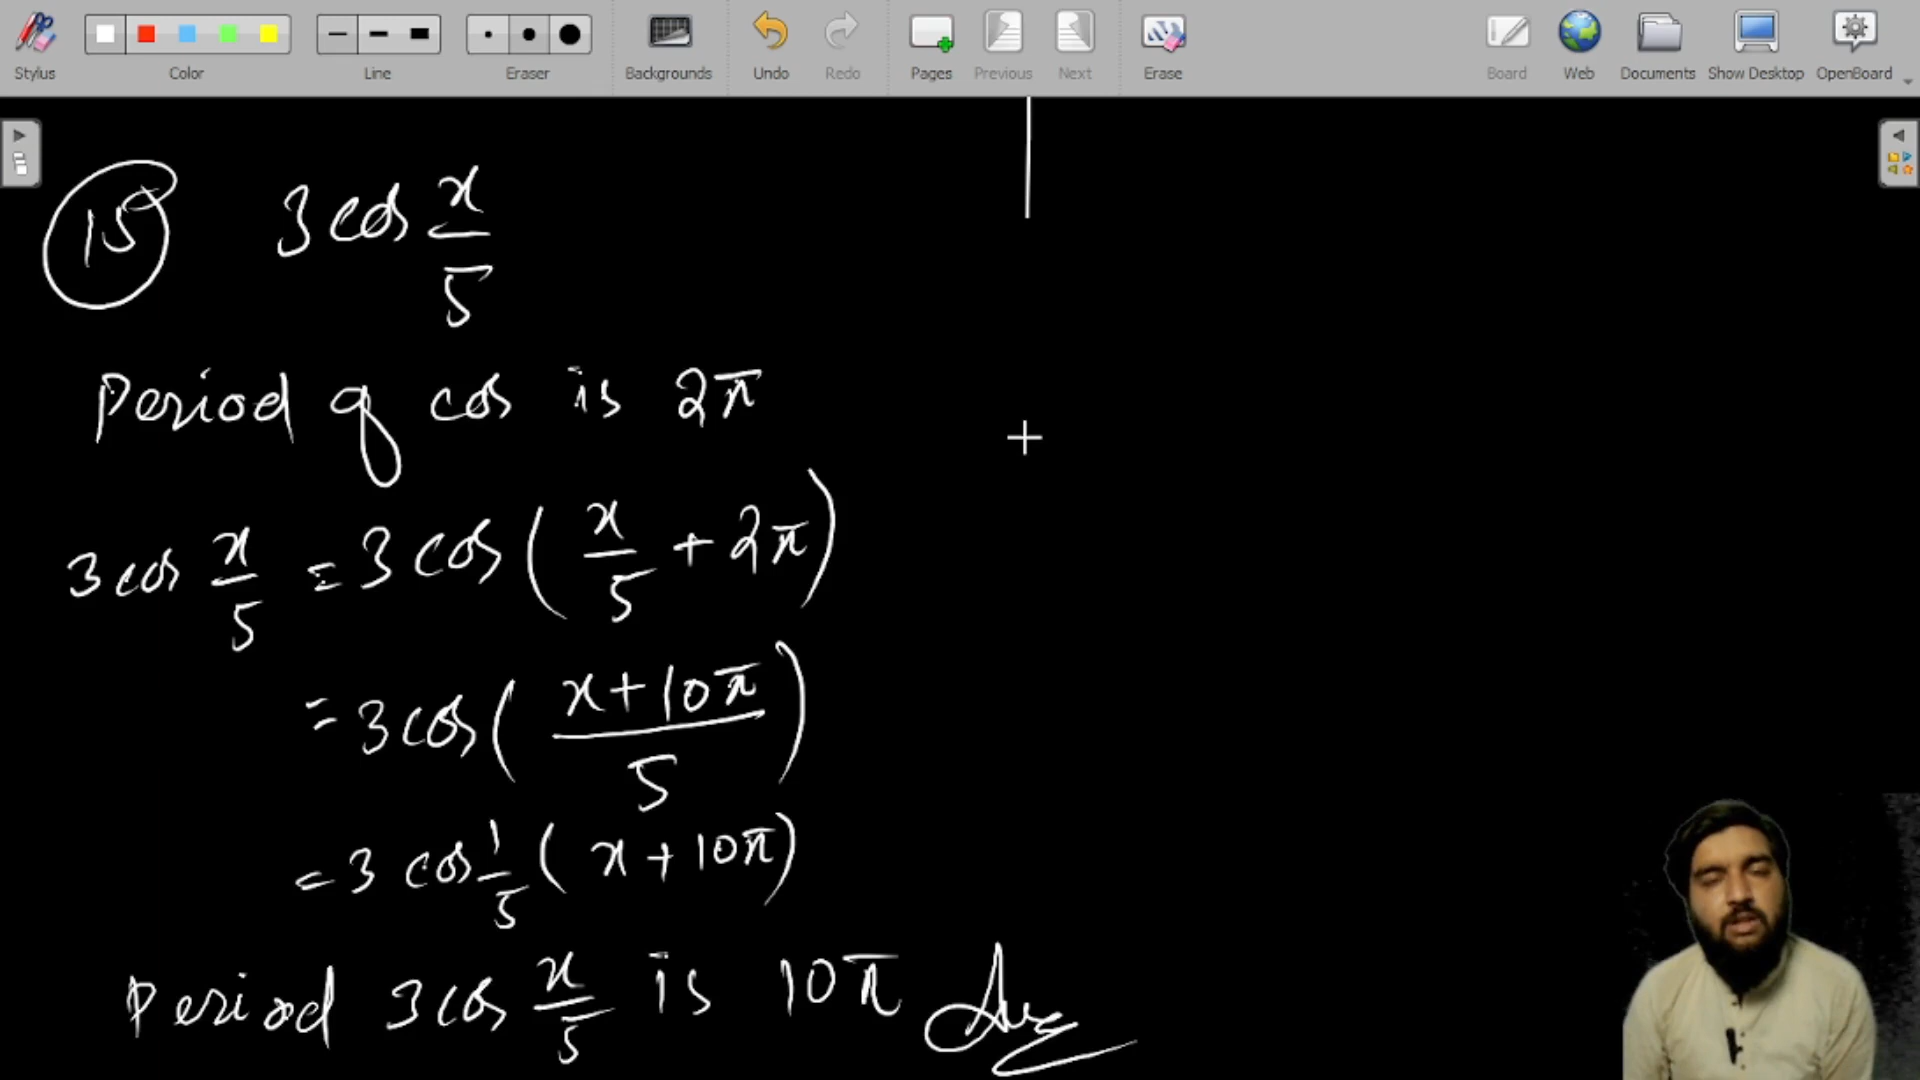 Stylus Color Line Eraser Backgrounds Undo Redo Pages Previous Next Erase Board Web Documents Show Desktop OpenBoard
15 3 cos x/5
Period of cos is 2π
3 cos x/5 = 3 cos ( x/5 + 2π )
= 3 cos ( x+10π / 5 )
= 3 cos 1/5 ( x + 10π )
Period 3 cos x/5 is 10π Ans